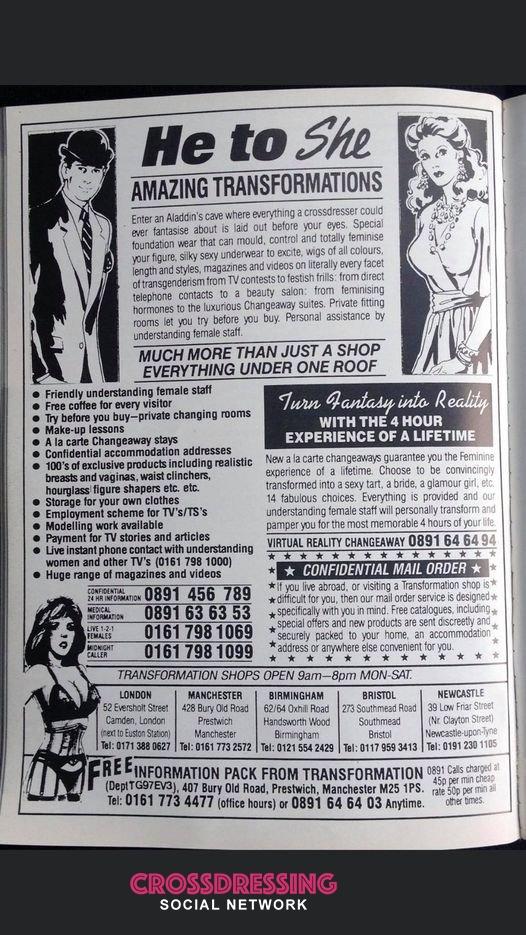 He to She
AMAZING TRANSFORMATIONS
Enter an Aladdin's cave where everything a crossdresser could
ever fantasise about is laid out before your eyes. Special
foundation wear that can mould, control and totally feminise
your figure, silky sexy underwear to excite, wigs of all colours,
length and styles, magazines and videos on literally every facet
of transgenderism from TV contests to festish frills: from direct
telephone contacts to a beauty salon: from feminising
hormones to the luxurious Changeaway suites. Private fitting
rooms let you try before you buy. Personal assistance by
understanding female staff.
MUCH MORE THAN JUST A SHOP
EVERYTHING UNDER ONE ROOF
● Friendly understanding female staff
● Free coffee for every visitor
● Try before you buy—private changing rooms
● Make-up lessons
● A la carte Changeaway stays
● Confidential accommodation addresses
● 100's of exclusive products including realistic
breasts and vaginas, waist clinchers,
hourglass figure shapers etc. etc.
● Storage for your own clothes
● Employment scheme for TV's/TS's
● Modelling work available
● Payment for TV stories and articles
● Live instant phone contact with understanding
women and other TV's (0161 798 1000)
● Huge range of magazines and videos
CONFIDENTIAL
24 HR INFORMATION 0891 456 789
MEDICAL
INFORMATION 0891 63 63 53
LIVE 1-2-1
FEMALES 0161 798 1069
MIDNIGHT
CALLER 0161 798 1099
Turn Fantasy into Reality
WITH THE 4 HOUR
EXPERIENCE OF A LIFETIME
New a la carte changeaways guarantee you the Feminine
experience of a lifetime. Choose to be convincingly
transformed into a sexy tart, a bride, a glamour girl, etc.
14 fabulous choices. Everything is provided and our
understanding female staff will personally transform and
pamper you for the most memorable 4 hours of your life.
VIRTUAL REALITY CHANGEAWAY 0891 64 64 94
★ CONFIDENTIAL MAIL ORDER ★
If you live abroad, or visiting a Transformation shop is
difficult for you, then our mail order service is designed
specifically with you in mind. Free catalogues, including
special offers and new products are sent discreetly and
securely packed to your home, an accommodation
address or anywhere else convenient for you.
TRANSFORMATION SHOPS OPEN 9am—8pm MON-SAT.
LONDON
52 Eversholt Street
Camden, London
(next to Euston Station)
Tel: 0171 388 0627
MANCHESTER
428 Bury Old Road
Prestwich
Manchester
Tel: 0161 773 2572
BIRMINGHAM
62/64 Oxhill Road
Handsworth Wood
Birmingham
Tel: 0121 554 2429
BRISTOL
273 Southmead Road
Southmead
Bristol
Tel: 0117 959 3413
NEWCASTLE
39 Low Friar Street
(Nr. Clayton Street)
Newcastle-upon-Tyne
Tel: 0191 230 1105
FREE INFORMATION PACK FROM TRANSFORMATION
(Dept TG97EV3), 407 Bury Old Road, Prestwich, Manchester M25 1PS.
Tel: 0161 773 4477 (office hours) or 0891 64 64 03 Anytime.
0891 Calls charged at
45p per min cheap
rate 50p per min all
other times.
CROSSDRESSING
SOCIAL NETWORK